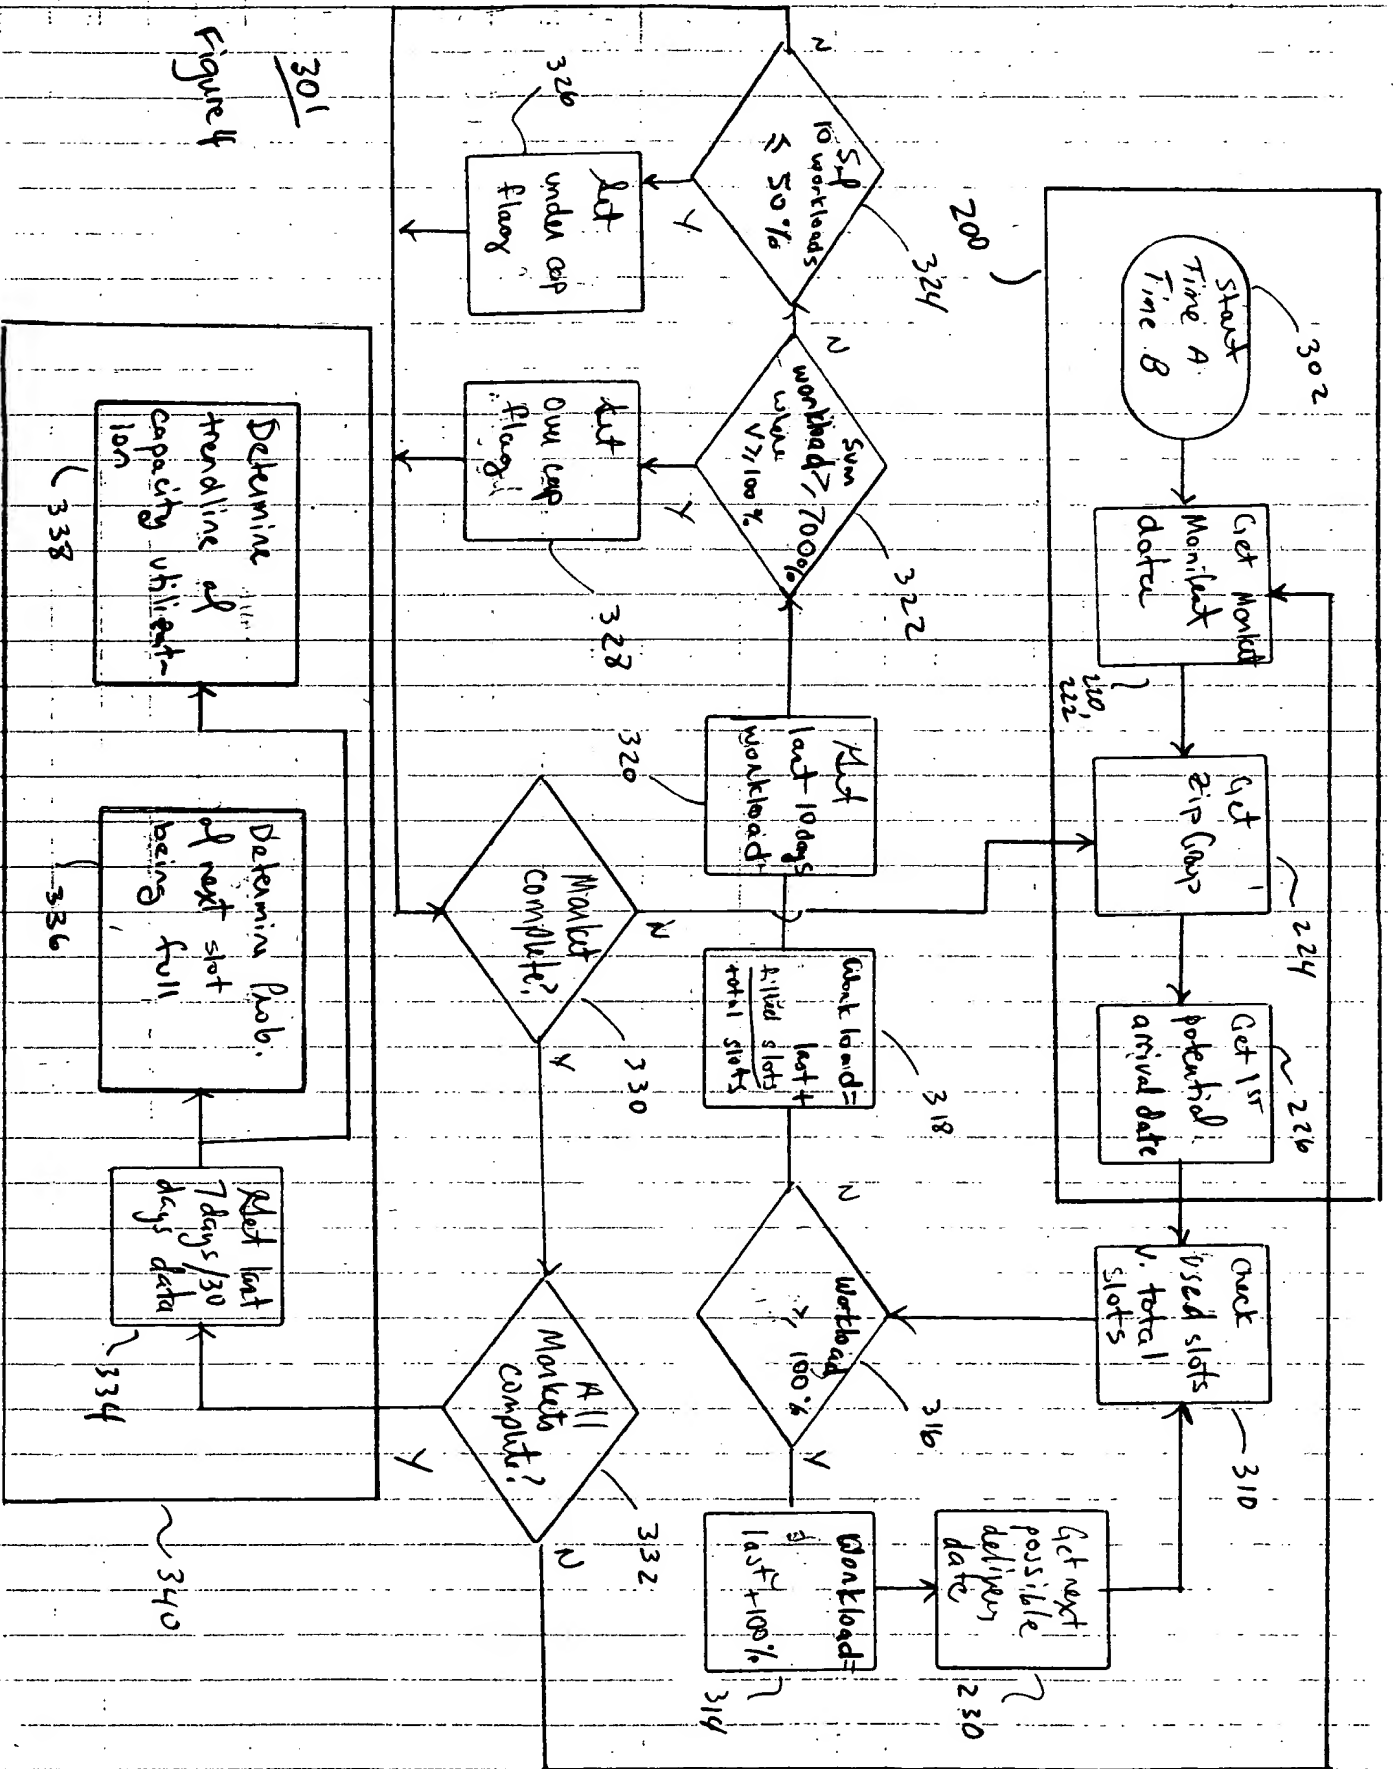 200
Start
Time A
Time B
302
Get Market
Manifest
data
220,
222
Get
Zip Group
224
Get 1ST
potential
arrival date
226
Check
used slots
v. total
slots
310
Get next
possible
delivery
date
230
Workload=
last +100%
314
Workload
≥ 100%
316
N
Y
Workload=
last +
filled slots
total slots
318
Get
last 10 days
workload
320
Sum
workload ≥ 700%
where
V ≥ 100%
322
N
Y
Set
over cap
flag
328
10
workloads
≤ 50%
324
N
Y
Set
under cap
flag
326
Market
complete?
330
N
Y
All
Markets
complete?
332
N
Y
Get last
7 days/30
days data
334
Determine Prob.
of next slot
being full
336
Determine
trendline of
capacity utilizat-
ion
338
340
301
Figure 4